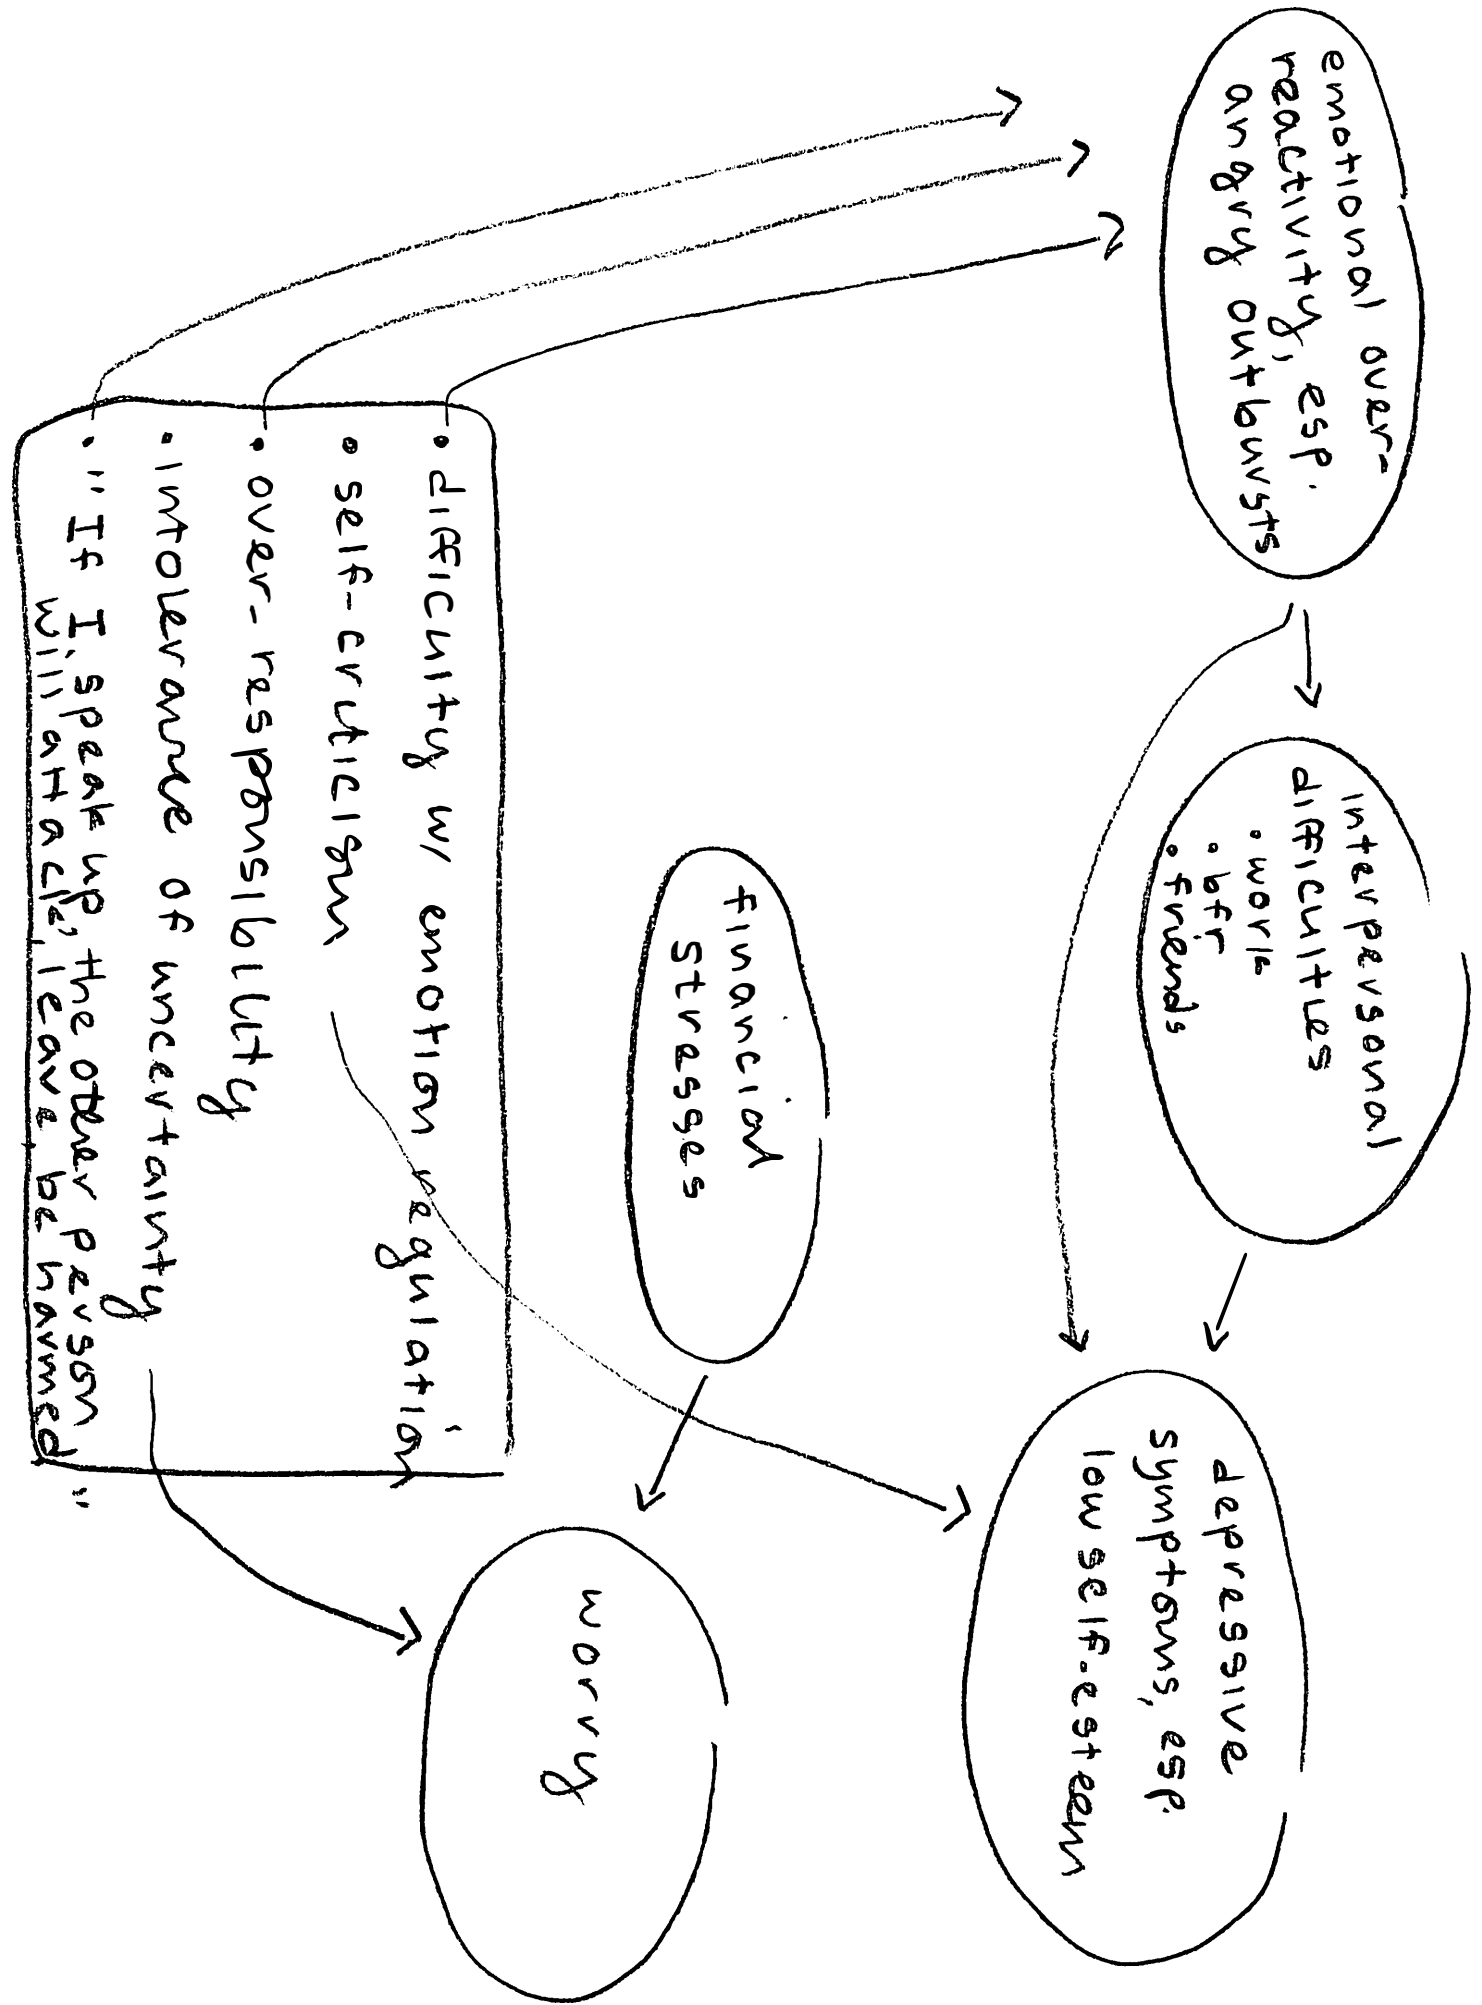 emotional over-
reactivity, esp.
angry outbursts
interpersonal
difficulties
• work
• bfr
• friends
depressive
symptoms, esp.
low self-esteem
financial
stresses
worry
• difficulty w/ emotion regulation
• self-criticism
• over-responsibility
• intolerance of uncertainty
• "If I speak up, the other person
will attack, leave, be harmed"